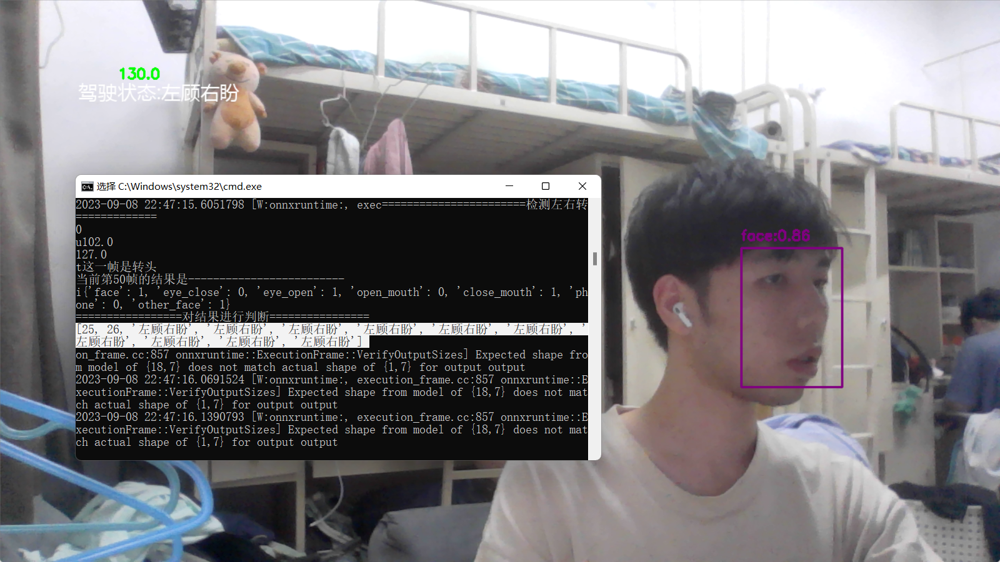 130.0
驾驶状态:左顾右盼
选择 C:\Windows\system32\cmd.exe
2023-09-08 22:47:15.6051798 [W:onnxruntime:, exec=======================检测左右转
=============
0
u102.0
127.0
t这一帧是转头
当前第50帧的结果是-------------------------
i{'face': 1, 'eye_close': 0, 'eye_open': 1, 'open_mouth': 0, 'close_mouth': 1, 'ph
one': 0, 'other_face': 1}
=================对结果进行判断================
[25, 26, '左顾右盼', '左顾右盼', '左顾右盼', '左顾右盼', '左顾右盼', '左顾右盼', '
左顾右盼', '左顾右盼', '左顾右盼', '左顾右盼']
on_frame.cc:857 onnxruntime::ExecutionFrame::VerifyOutputSizes] Expected shape fro
m model of {18,7} does not match actual shape of {1,7} for output output
2023-09-08 22:47:16.0691524 [W:onnxruntime:, execution_frame.cc:857 onnxruntime::E
xecutionFrame::VerifyOutputSizes] Expected shape from model of {18,7} does not mat
ch actual shape of {1,7} for output output
2023-09-08 22:47:16.1390793 [W:onnxruntime:, execution_frame.cc:857 onnxruntime::E
xecutionFrame::VerifyOutputSizes] Expected shape from model of {18,7} does not mat
ch actual shape of {1,7} for output output
face:0.86